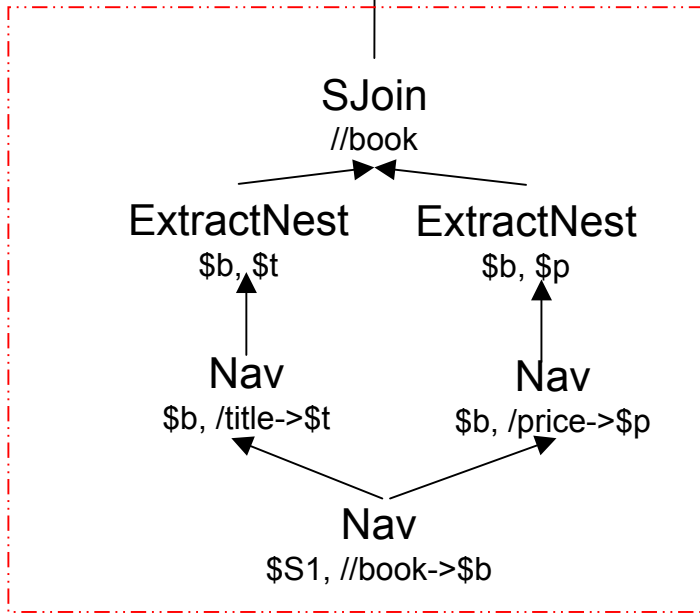 SJoin
//book
ExtractNest ExtractNest
$b, $t $b, $p
Nav Nav
$b, /title->$t $b, /price->$p
Nav
$S1, //book->$b